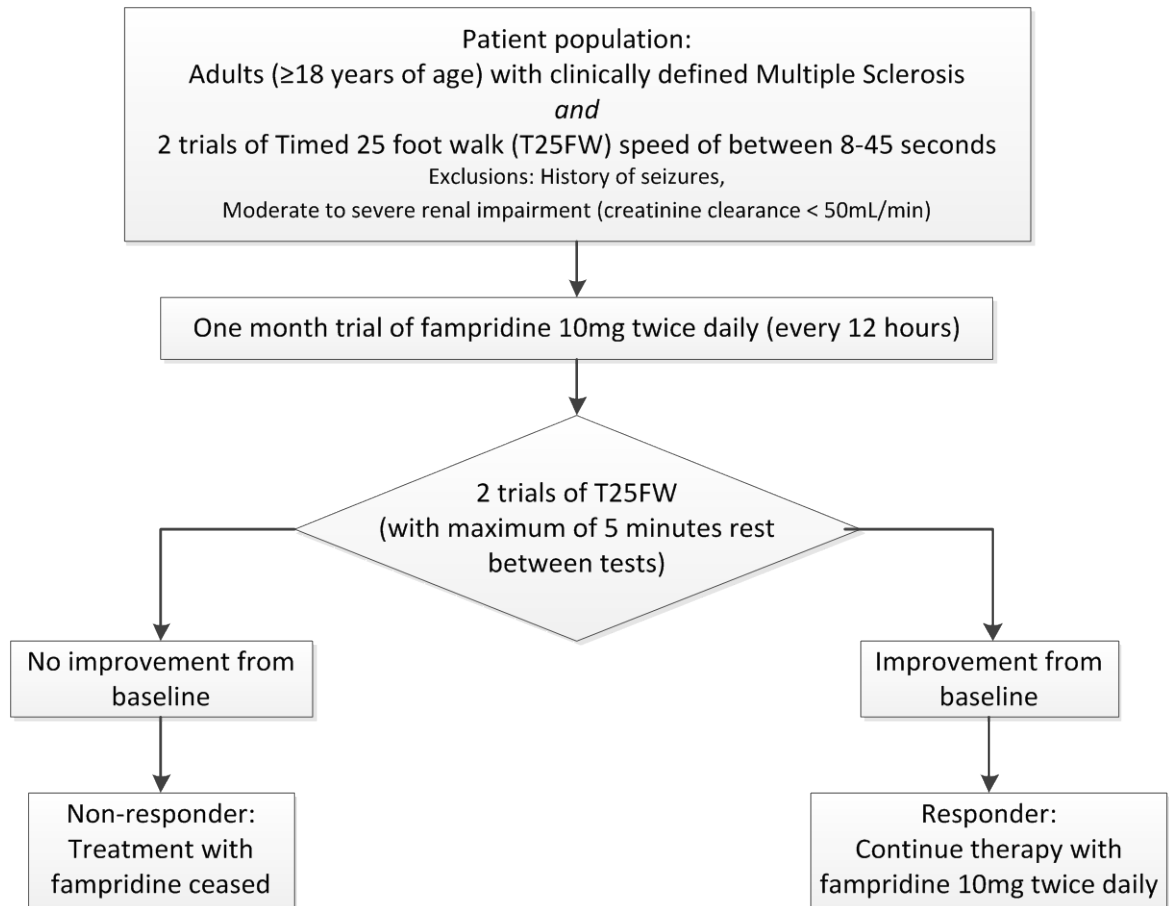 Patient population:
Adults (≥18 years of age) with clinically defined Multiple Sclerosis
and
2 trials of Timed 25 foot walk (T25FW) speed of between 8-45 seconds
Exclusions: History of seizures,
Moderate to severe renal impairment (creatinine clearance < 50mL/min)
One month trial of fampridine 10mg twice daily (every 12 hours)
2 trials of T25FW
(with maximum of 5 minutes rest
between tests)
No improvement from
baseline
Improvement from
baseline
Non-responder:
Treatment with
fampridine ceased
Responder:
Continue therapy with
fampridine 10mg twice daily